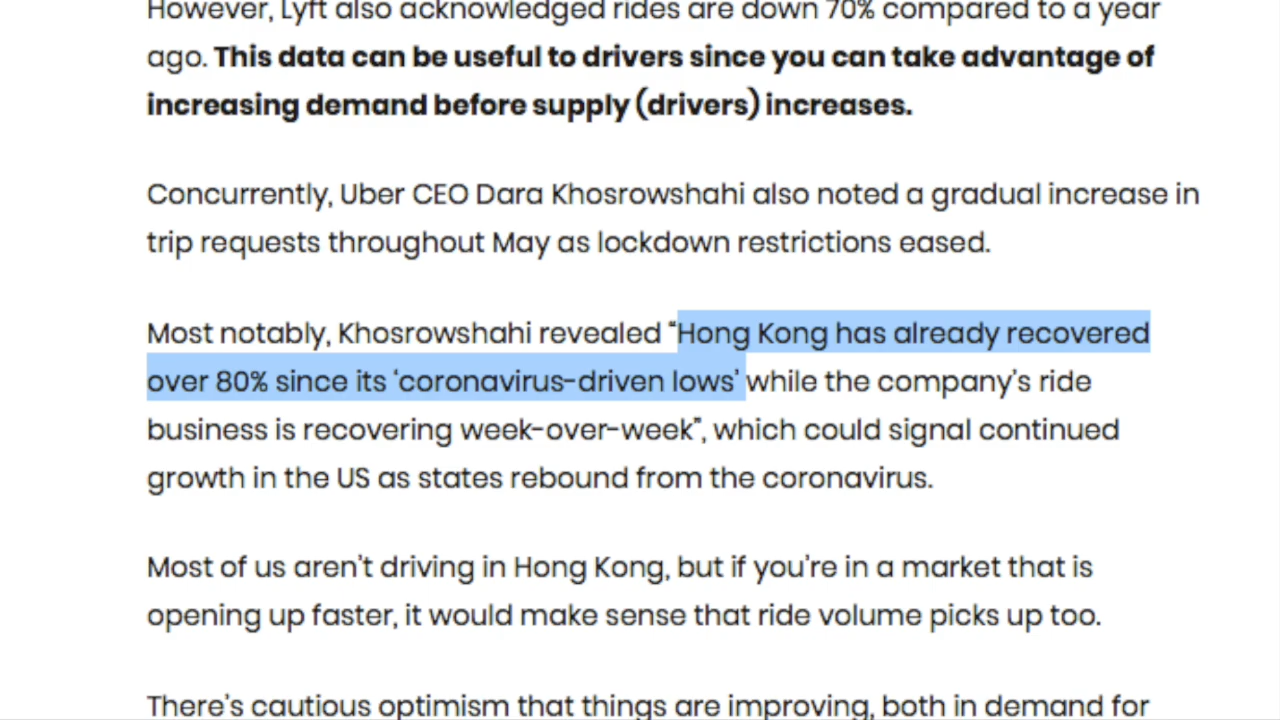 However, Lyft also acknowledged rides are down 70% compared to a year
ago. This data can be useful to drivers since you can take advantage of
increasing demand before supply (drivers) increases.
Concurrently, Uber CEO Dara Khosrowshahi also noted a gradual increase in
trip requests throughout May as lockdown restrictions eased.
Most notably, Khosrowshahi revealed “Hong Kong has already recovered
over 80% since its ‘coronavirus-driven lows’ while the company’s ride
business is recovering week-over-week”, which could signal continued
growth in the US as states rebound from the coronavirus.
Most of us aren’t driving in Hong Kong, but if you’re in a market that is
opening up faster, it would make sense that ride volume picks up too.
There’s cautious optimism that things are improving, both in demand for